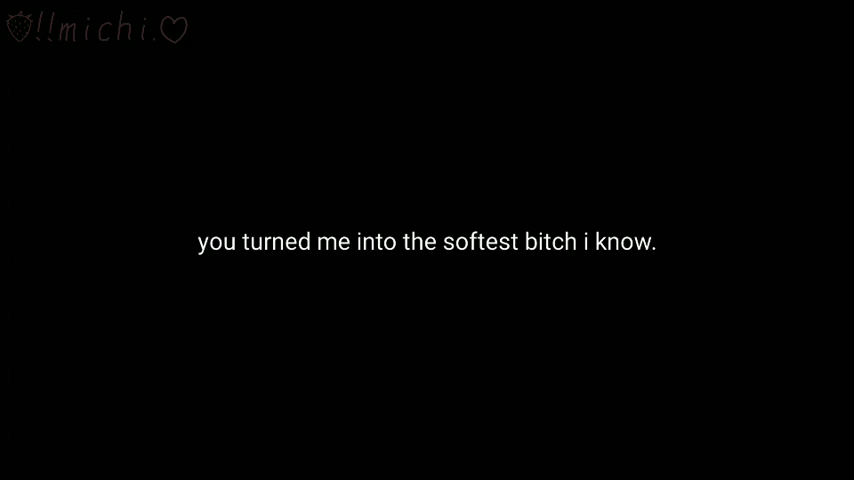 🍓!!michi.♡
you turned me into the softest bitch i know.